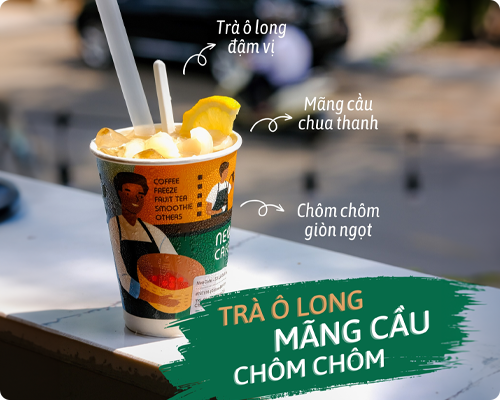 Trà ô long
đậm vị
Mãng cầu
chua thanh
Chôm chôm
giòn ngọt
COFFEE
FREEZE
FRUIT TEA
SMOOTHIE
OTHERS
TRÀ Ô LONG
MÃNG CẦU
CHÔM CHÔM